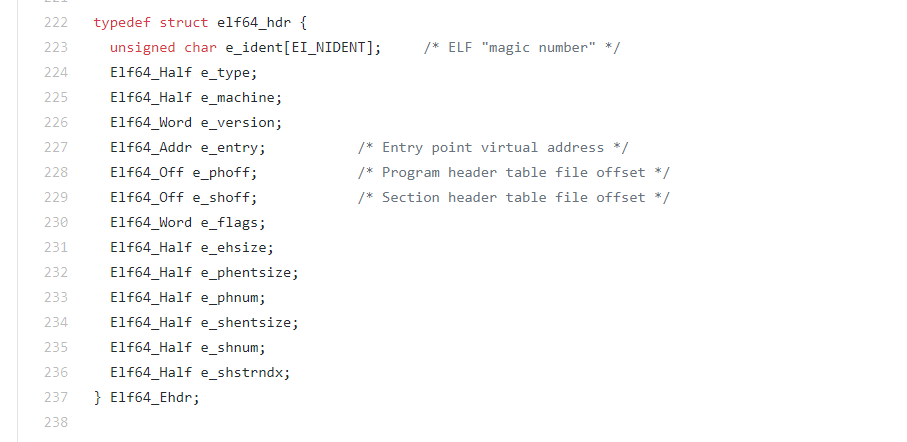 222 typedef struct elf64_hdr {
223   unsigned char e_ident[EI_NIDENT];     /* ELF "magic number" */
224   Elf64_Half e_type;
225   Elf64_Half e_machine;
226   Elf64_Word e_version;
227   Elf64_Addr e_entry;           /* Entry point virtual address */
228   Elf64_Off e_phoff;            /* Program header table file offset */
229   Elf64_Off e_shoff;            /* Section header table file offset */
230   Elf64_Word e_flags;
231   Elf64_Half e_ehsize;
232   Elf64_Half e_phentsize;
233   Elf64_Half e_phnum;
234   Elf64_Half e_shentsize;
235   Elf64_Half e_shnum;
236   Elf64_Half e_shstrndx;
237 } Elf64_Ehdr;
238